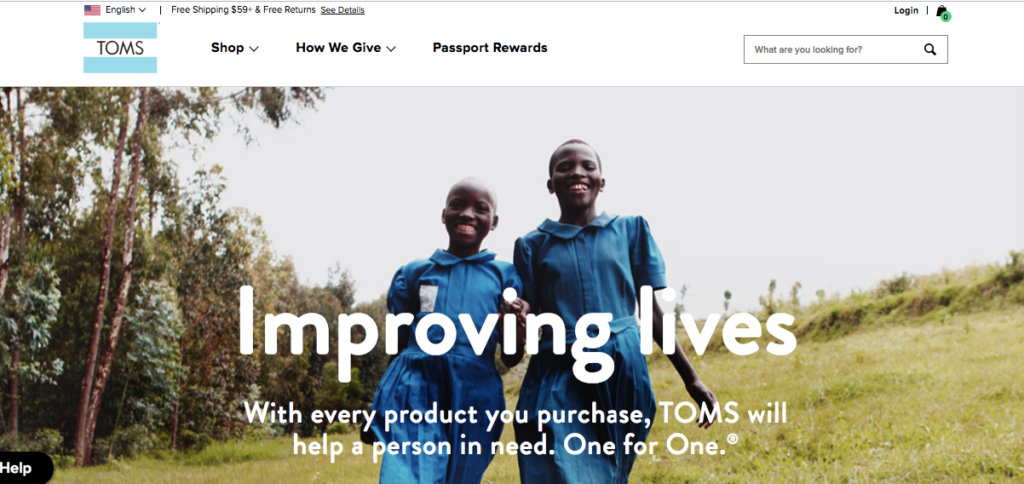 English
Free Shipping $59+ & Free Returns See Details
Login
0
TOMS
Shop
How We Give
Passport Rewards
What are you looking for?
Improving lives
With every product you purchase, TOMS will
help a person in need. One for One.®
Help